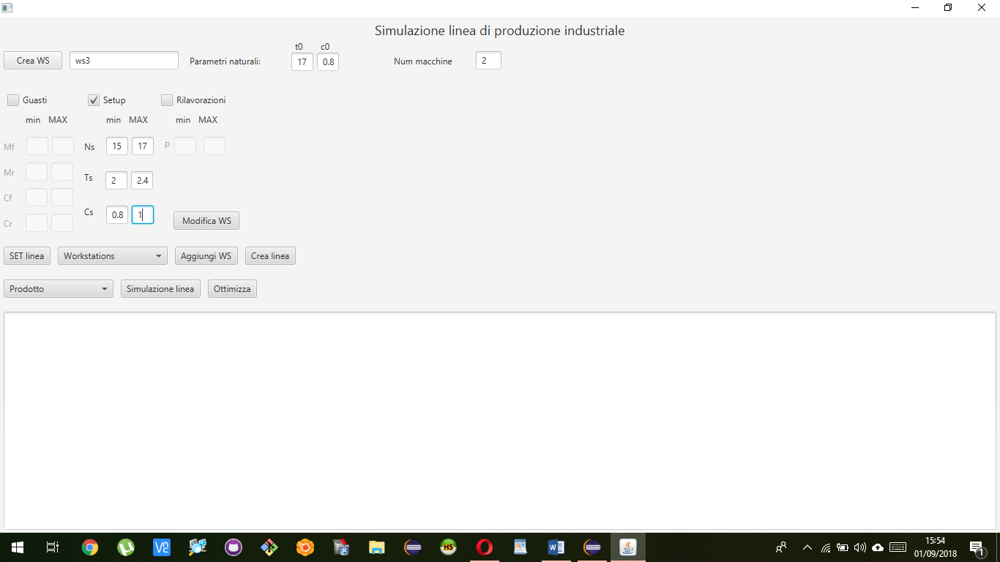 Simulazione linea di produzione industriale
t0 c0
Crea WS ws3 Parametri naturali: 17 0.8 Num macchine 2
Guasti Setup Rilavorazioni
min MAX min MAX min MAX
Mf Ns 15 17 p
Mr Ts 2 2.4
Cf
Cs 0.8 1 Modifica WS
Cr
SET linea Workstations Aggiungi WS Crea linea
Prodotto Simulazione linea Ottimizza
15:54
01/09/2018
1